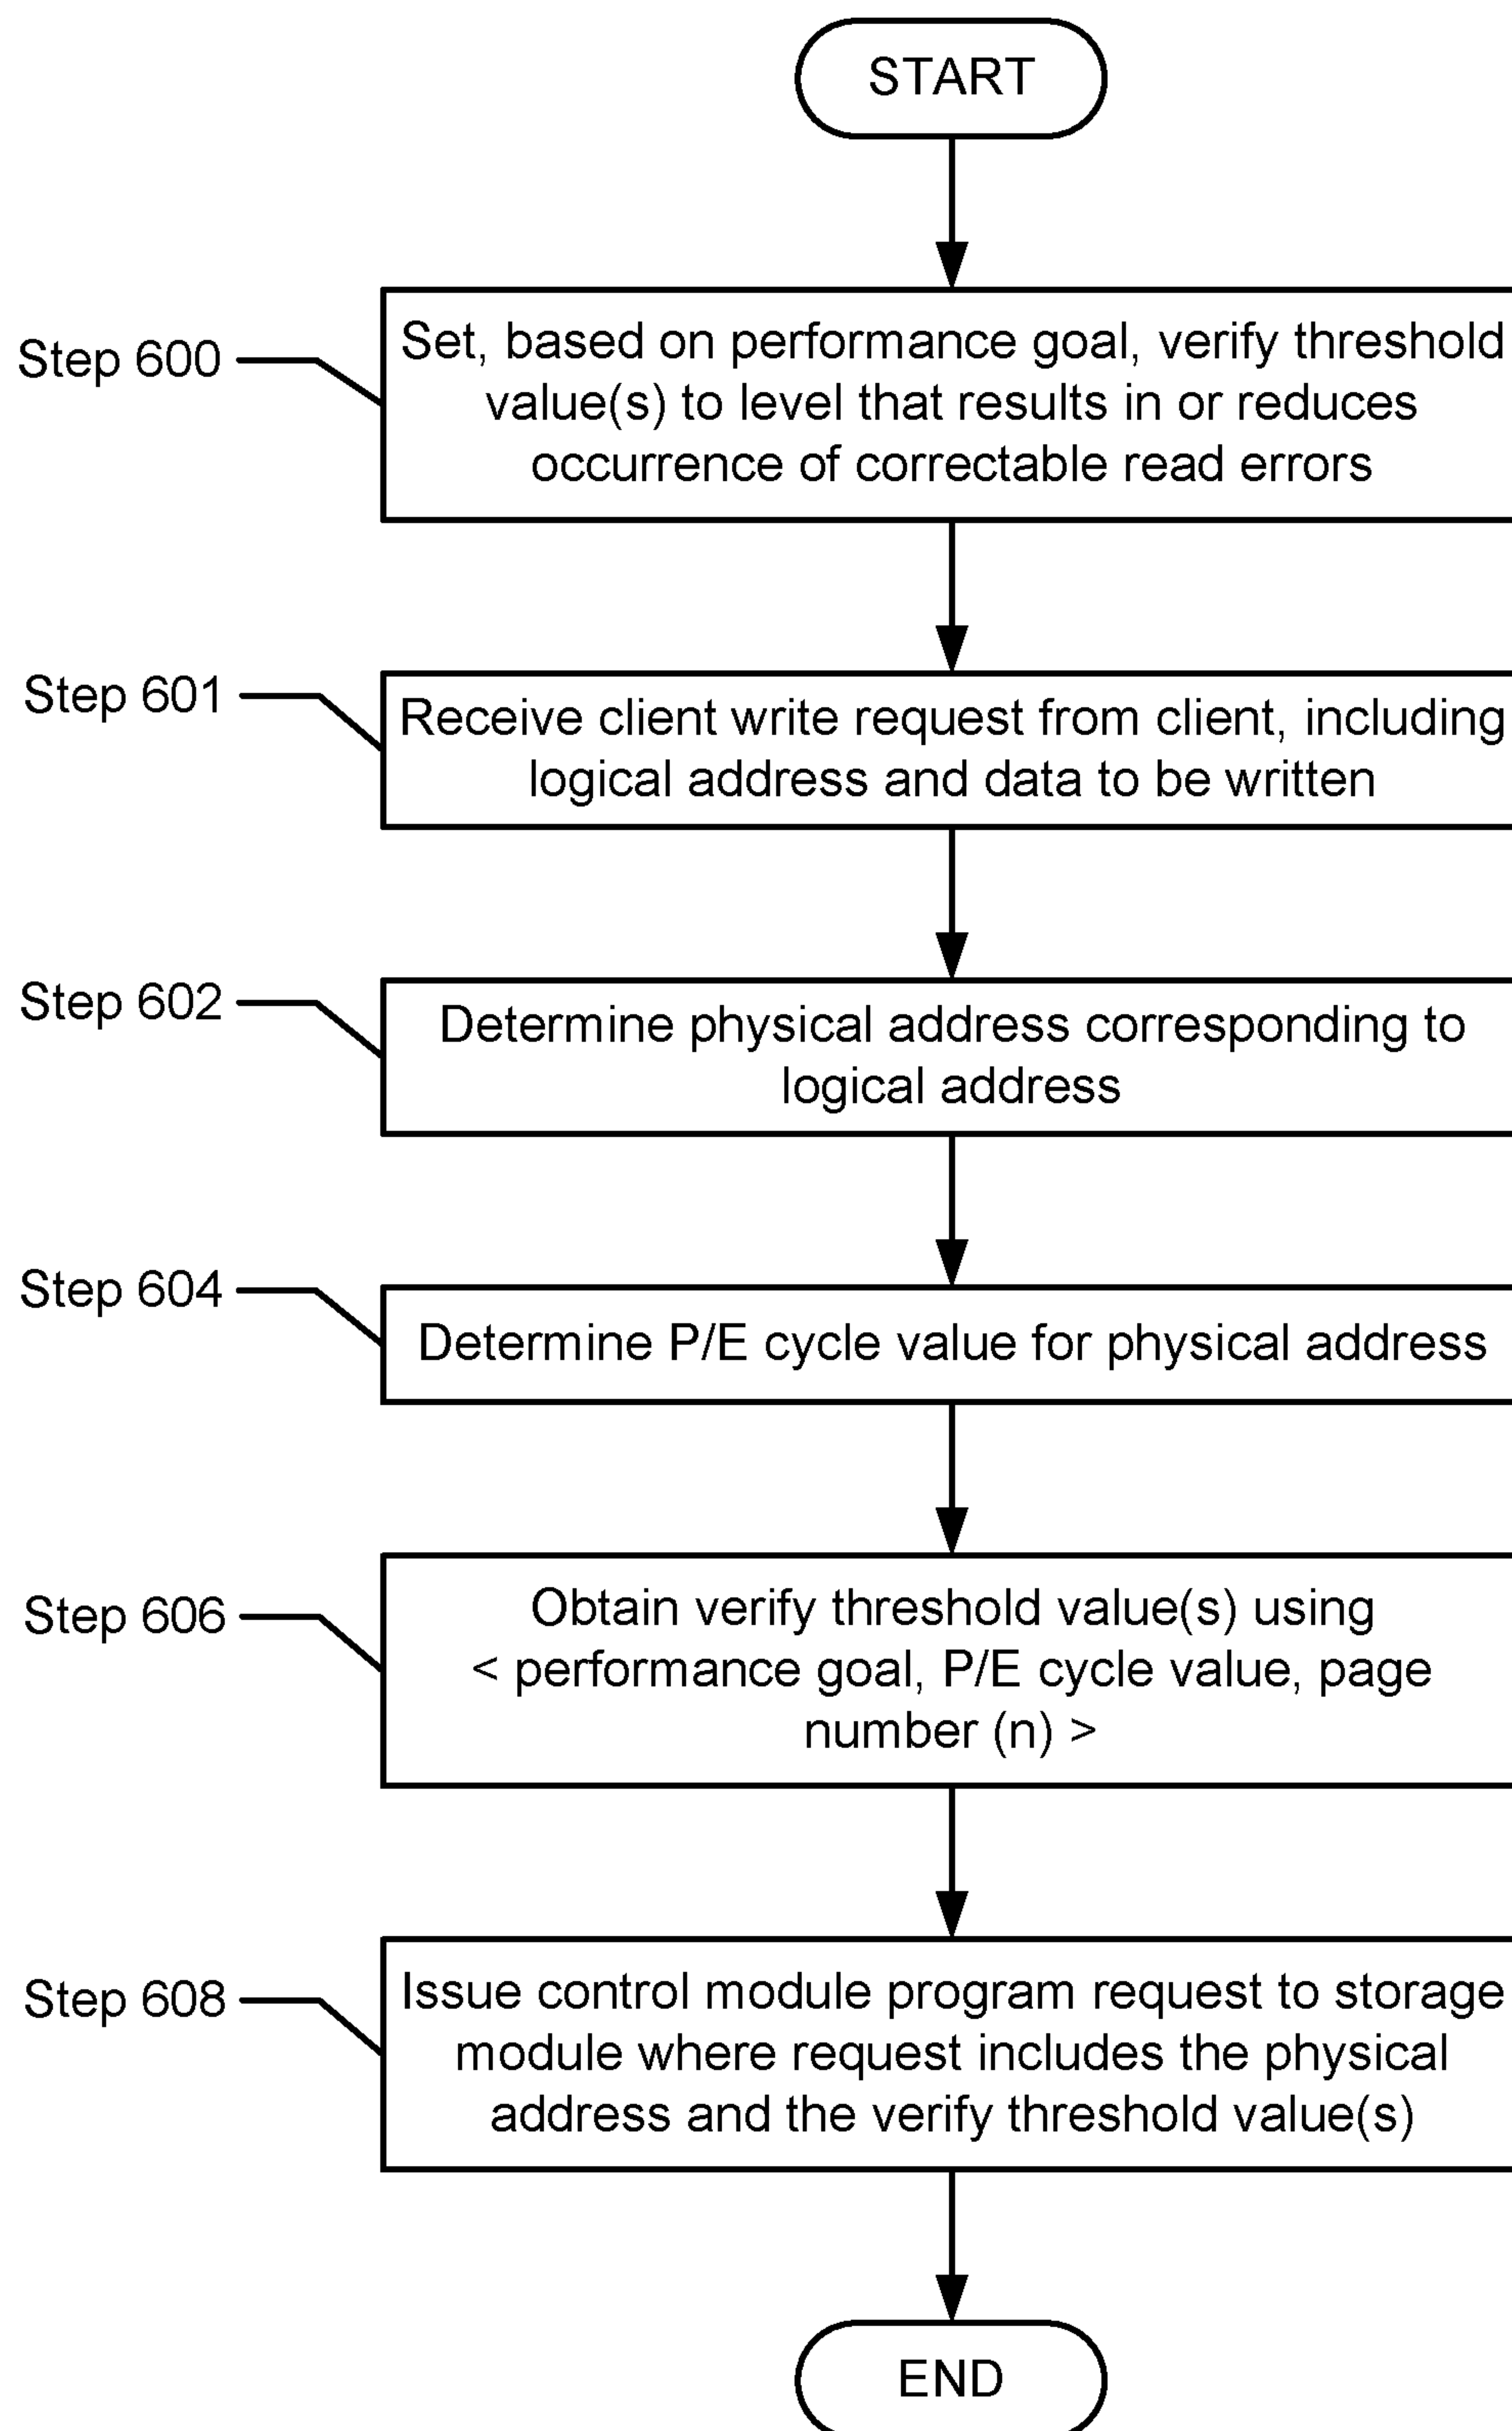 START
Step 600
Set, based on performance goal, verify threshold
value(s) to level that results in or reduces
occurrence of correctable read errors
Step 601
Receive client write request from client, including
logical address and data to be written
Step 602
Determine physical address corresponding to
logical address
Step 604
Determine P/E cycle value for physical address
Step 606
Obtain verify threshold value(s) using
< performance goal, P/E cycle value, page
number (n) >
Step 608
Issue control module program request to storage
module where request includes the physical
address and the verify threshold value(s)
END